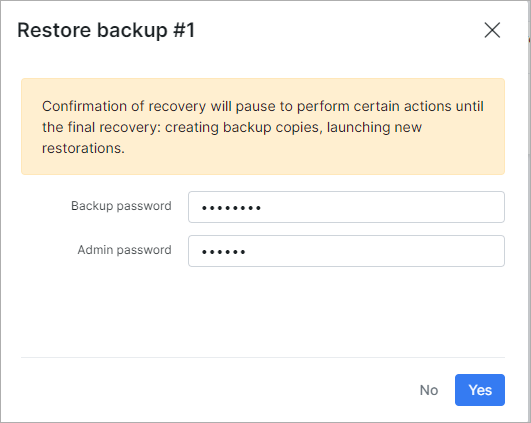 Restore backup #1
Confirmation of recovery will pause to perform certain actions until
the final recovery: creating backup copies, launching new
restorations.
Backup password ••••••••
Admin password ••••••
No Yes